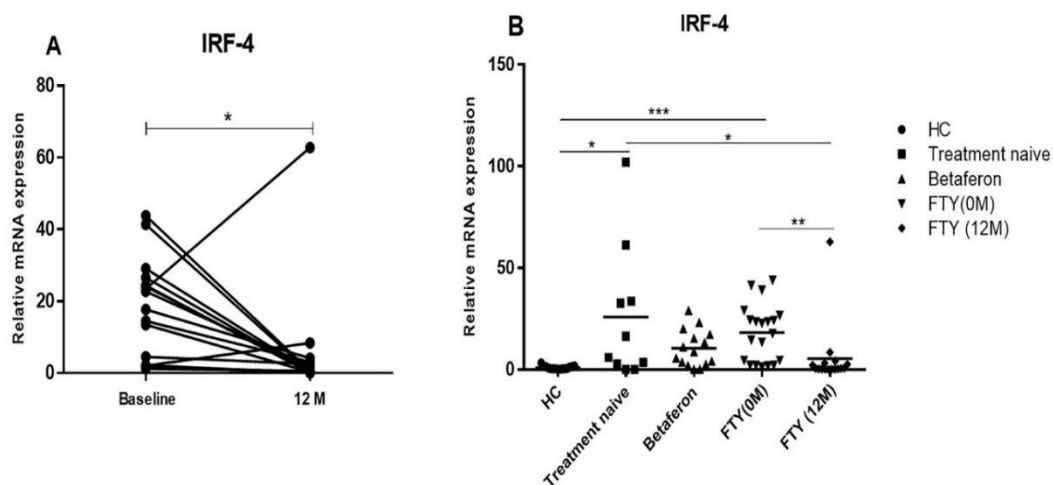 A
IRF-4
Relative mRNA expression
80
60
40
20
0
*
Baseline
12 M
B
IRF-4
Relative mRNA expression
150
100
50
0
***
*
*
**
HC
Treatment naive
Betaferon
FTY(0M)
FTY (12M)
HC
Treatment naive
Betaferon
FTY(0M)
FTY (12M)